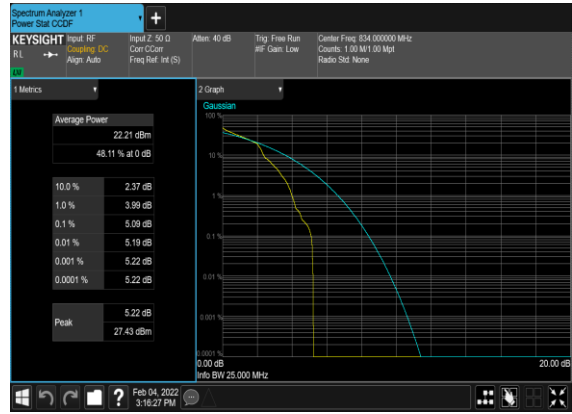 Spectrum Analyzer 1
Power Stat CCDF
KEYSIGHT
R L
Input: RF
Coupling: DC
Align: Auto
Input Z: 50 Ω
Corr CCorr
Freq Ref: Int (S)
Atten: 40 dB
Trig: Free Run
#IF Gain: Low
Center Freq: 834.000000 MHz
Counts: 1.00 M/1.00 Mpt
Radio Std: None
1 Metrics
Average Power
22.21 dBm
48.11 % at 0 dB
10.0 % 2.37 dB
1.0 % 3.99 dB
0.1 % 5.09 dB
0.01 % 5.19 dB
0.001 % 5.22 dB
0.0001 % 5.22 dB
Peak
5.22 dB
27.43 dBm
2 Graph
Gaussian
100 %
10 %
1 %
0.1 %
0.01 %
0.001 %
0.0001 %
0.00 dB
20.00 dB
Info BW 25.000 MHz
?
Feb 04, 2022
3:16:27 PM